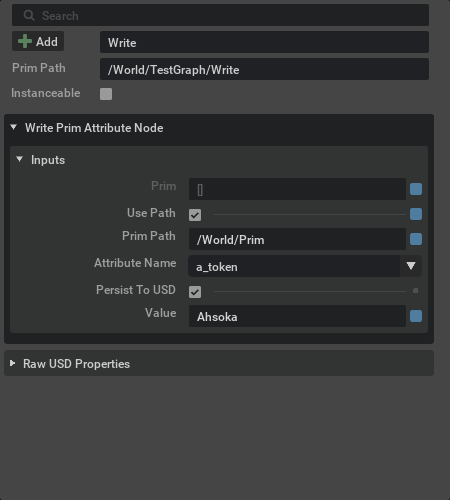 Search
Add Write
Prim Path /World/TestGraph/Write
Instanceable
Write Prim Attribute Node
Inputs
Prim []
Use Path
Prim Path /World/Prim
Attribute Name a_token
Persist To USD
Value Ahsoka
Raw USD Properties